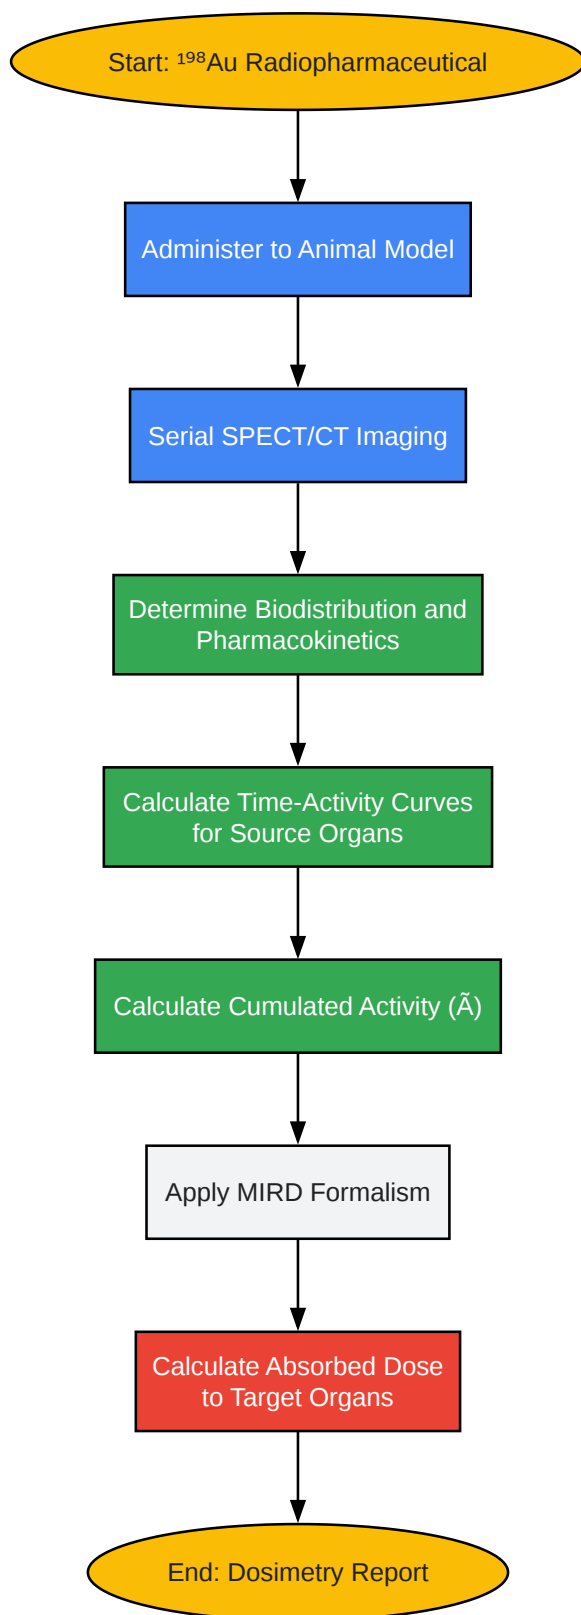 Start: ¹⁹⁸Au Radiopharmaceutical
Administer to Animal Model
Serial SPECT/CT Imaging
Determine Biodistribution and
Pharmacokinetics
Calculate Time-Activity Curves
for Source Organs
Calculate Cumulated Activity (Ã)
Apply MIRD Formalism
Calculate Absorbed Dose
to Target Organs
End: Dosimetry Report